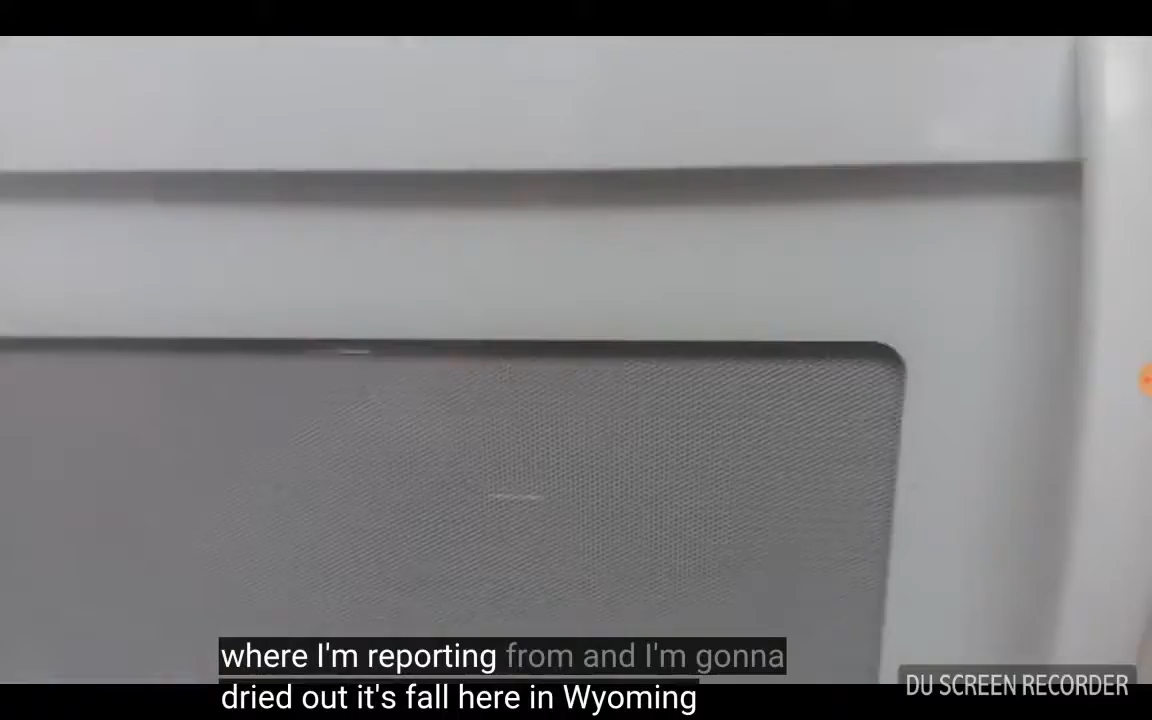 where I'm reporting from and I'm gonna
dried out it's fall here in Wyoming
DU SCREEN RECORDER